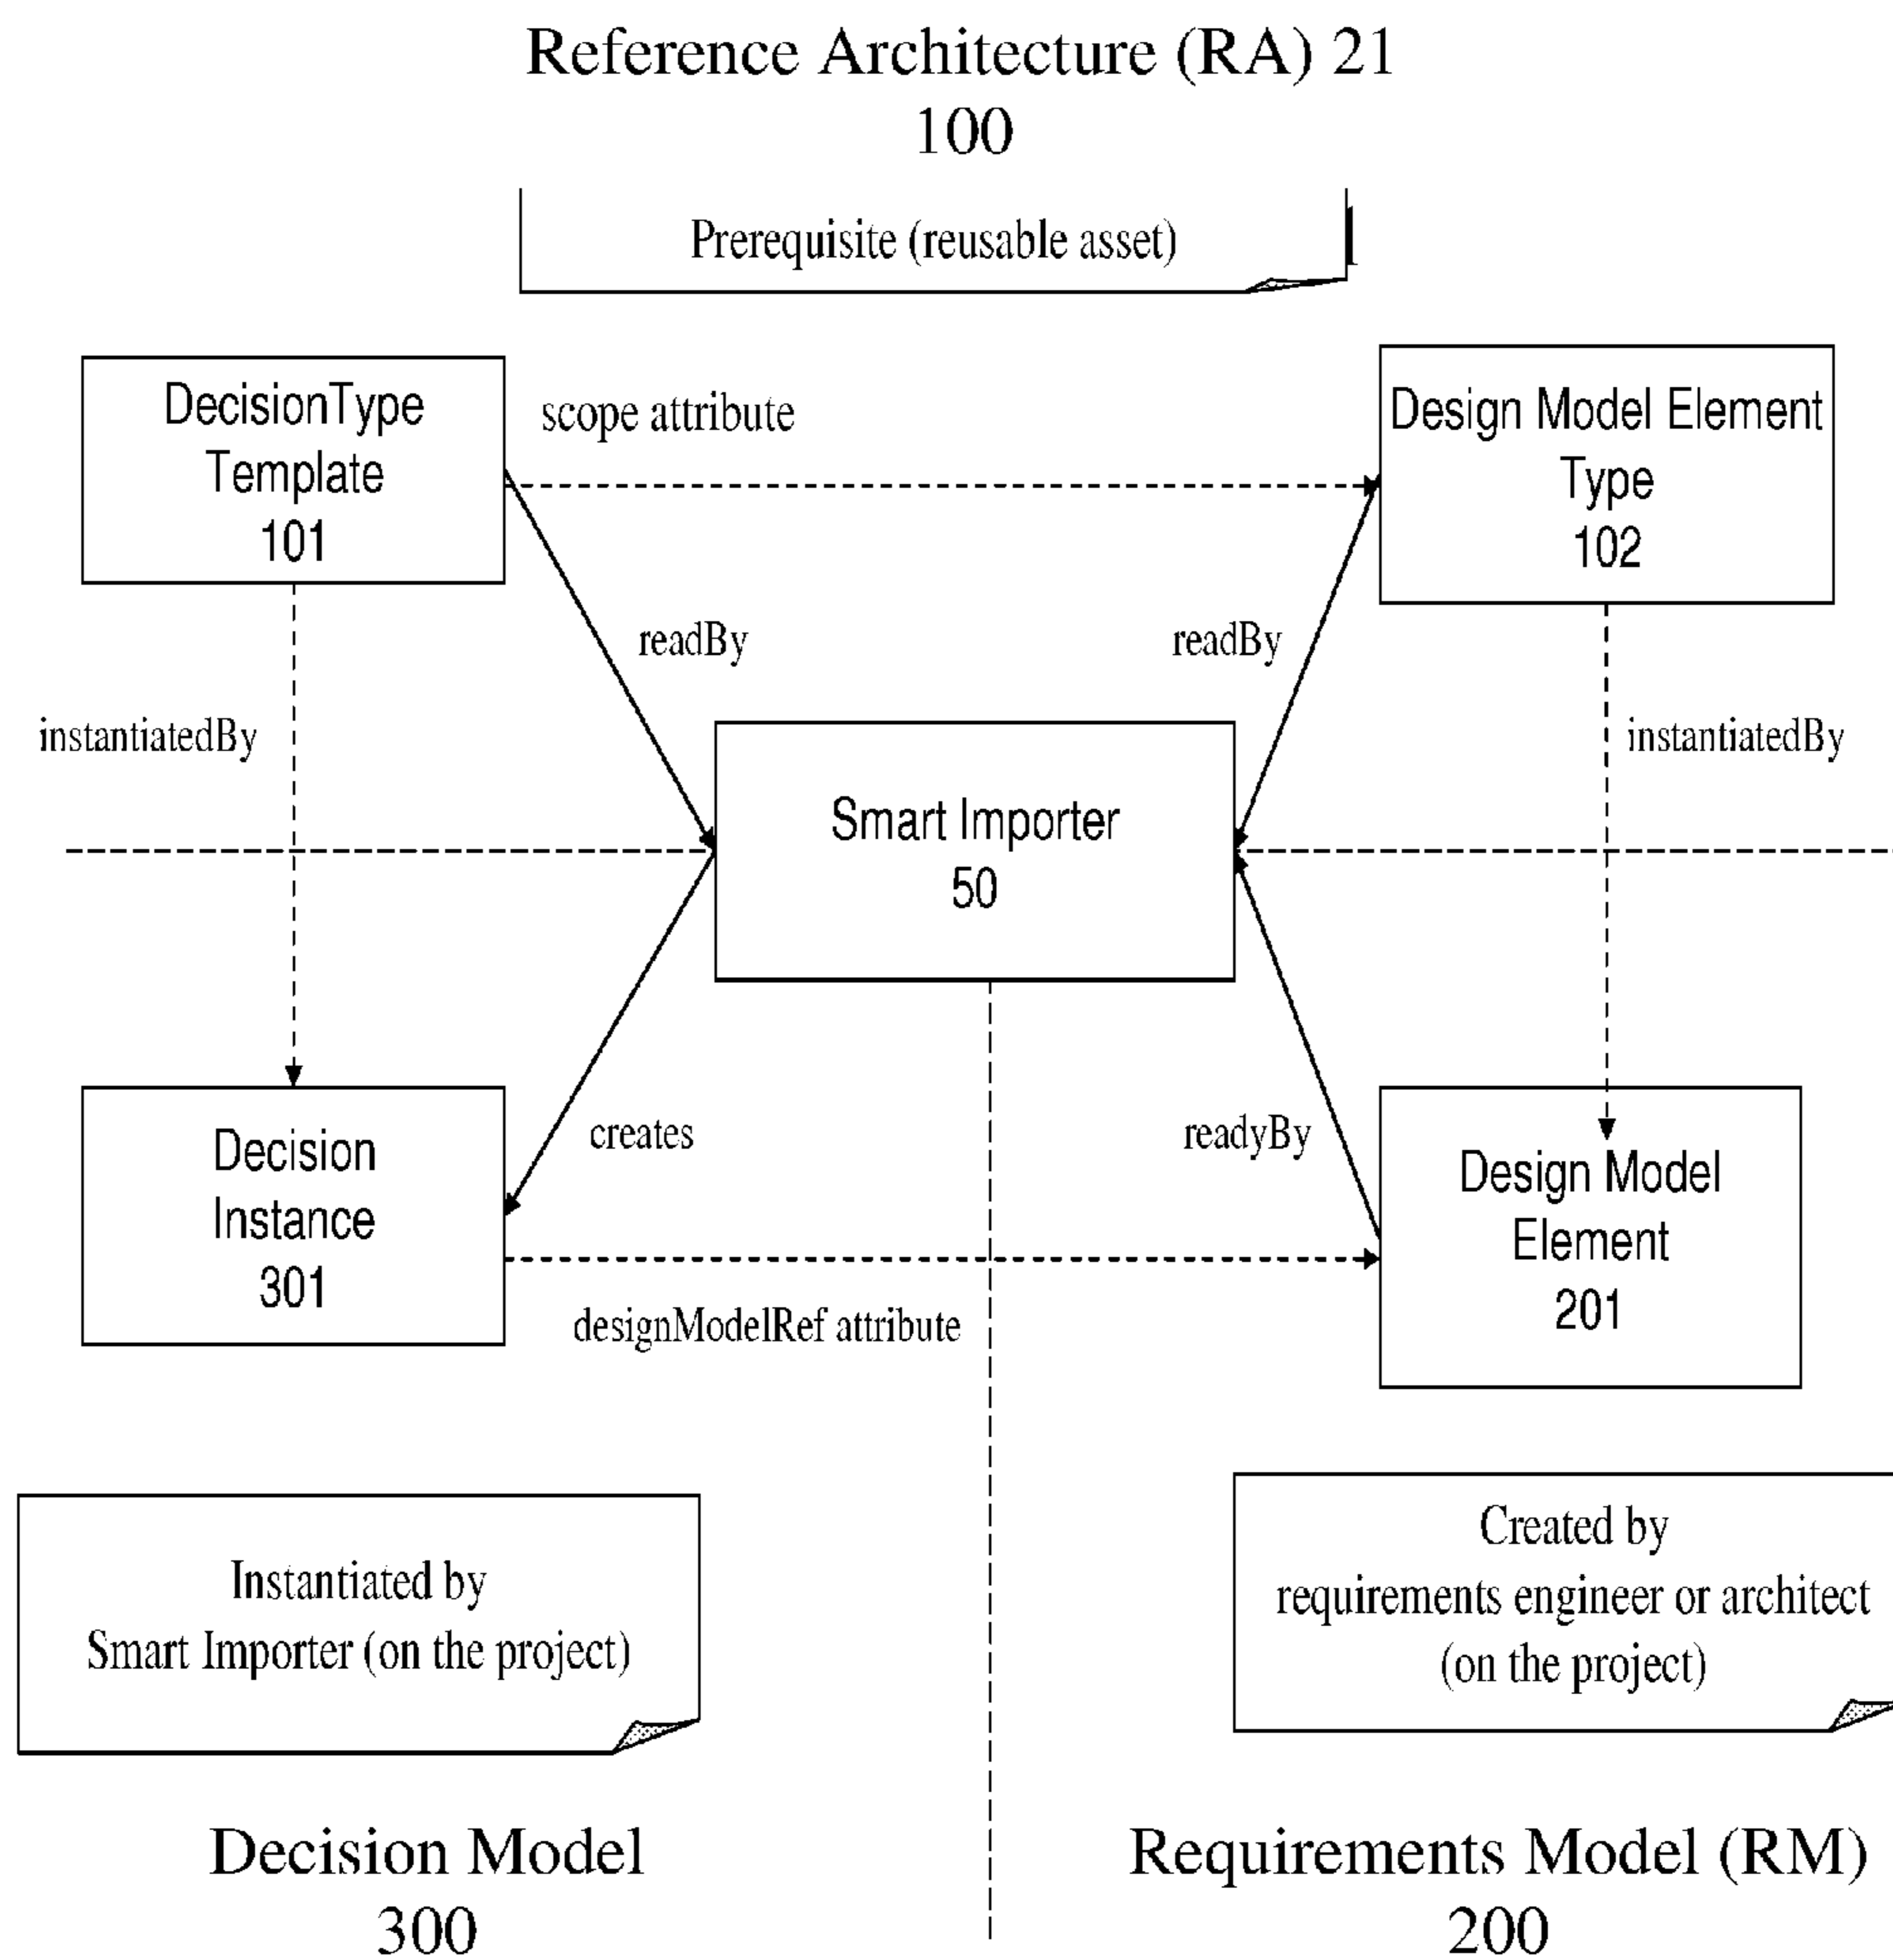 Reference Architecture (RA) 21
100
Prerequisite (reusable asset)
DecisionType
Template
101
scope attribute
Design Model Element
Type
102
readBy
readBy
instantiatedBy
instantiatedBy
Smart Importer
50
Decision
Instance
301
creates
readyBy
Design Model
Element
201
designModelRef attribute
Instantiated by
Smart Importer (on the project)
Created by
requirements engineer or architect
(on the project)
Decision Model
300
Requirements Model (RM)
200